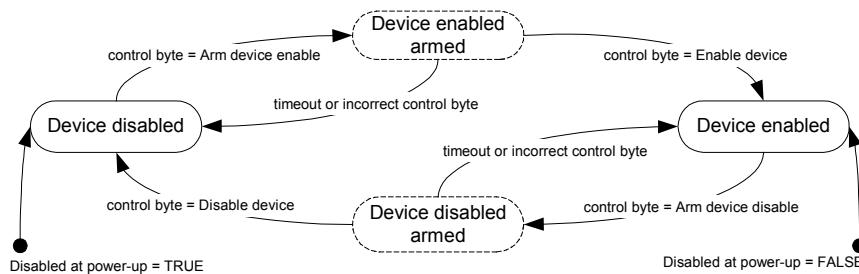 Device enabled
armed
control byte = Arm device enable
control byte = Enable device
timeout or incorrect control byte
Device disabled
Device enabled
timeout or incorrect control byte
control byte = Disable device
Device disabled
armed
control byte = Arm device disable
Disabled at power-up = TRUE
Disabled at power-up = FALSE